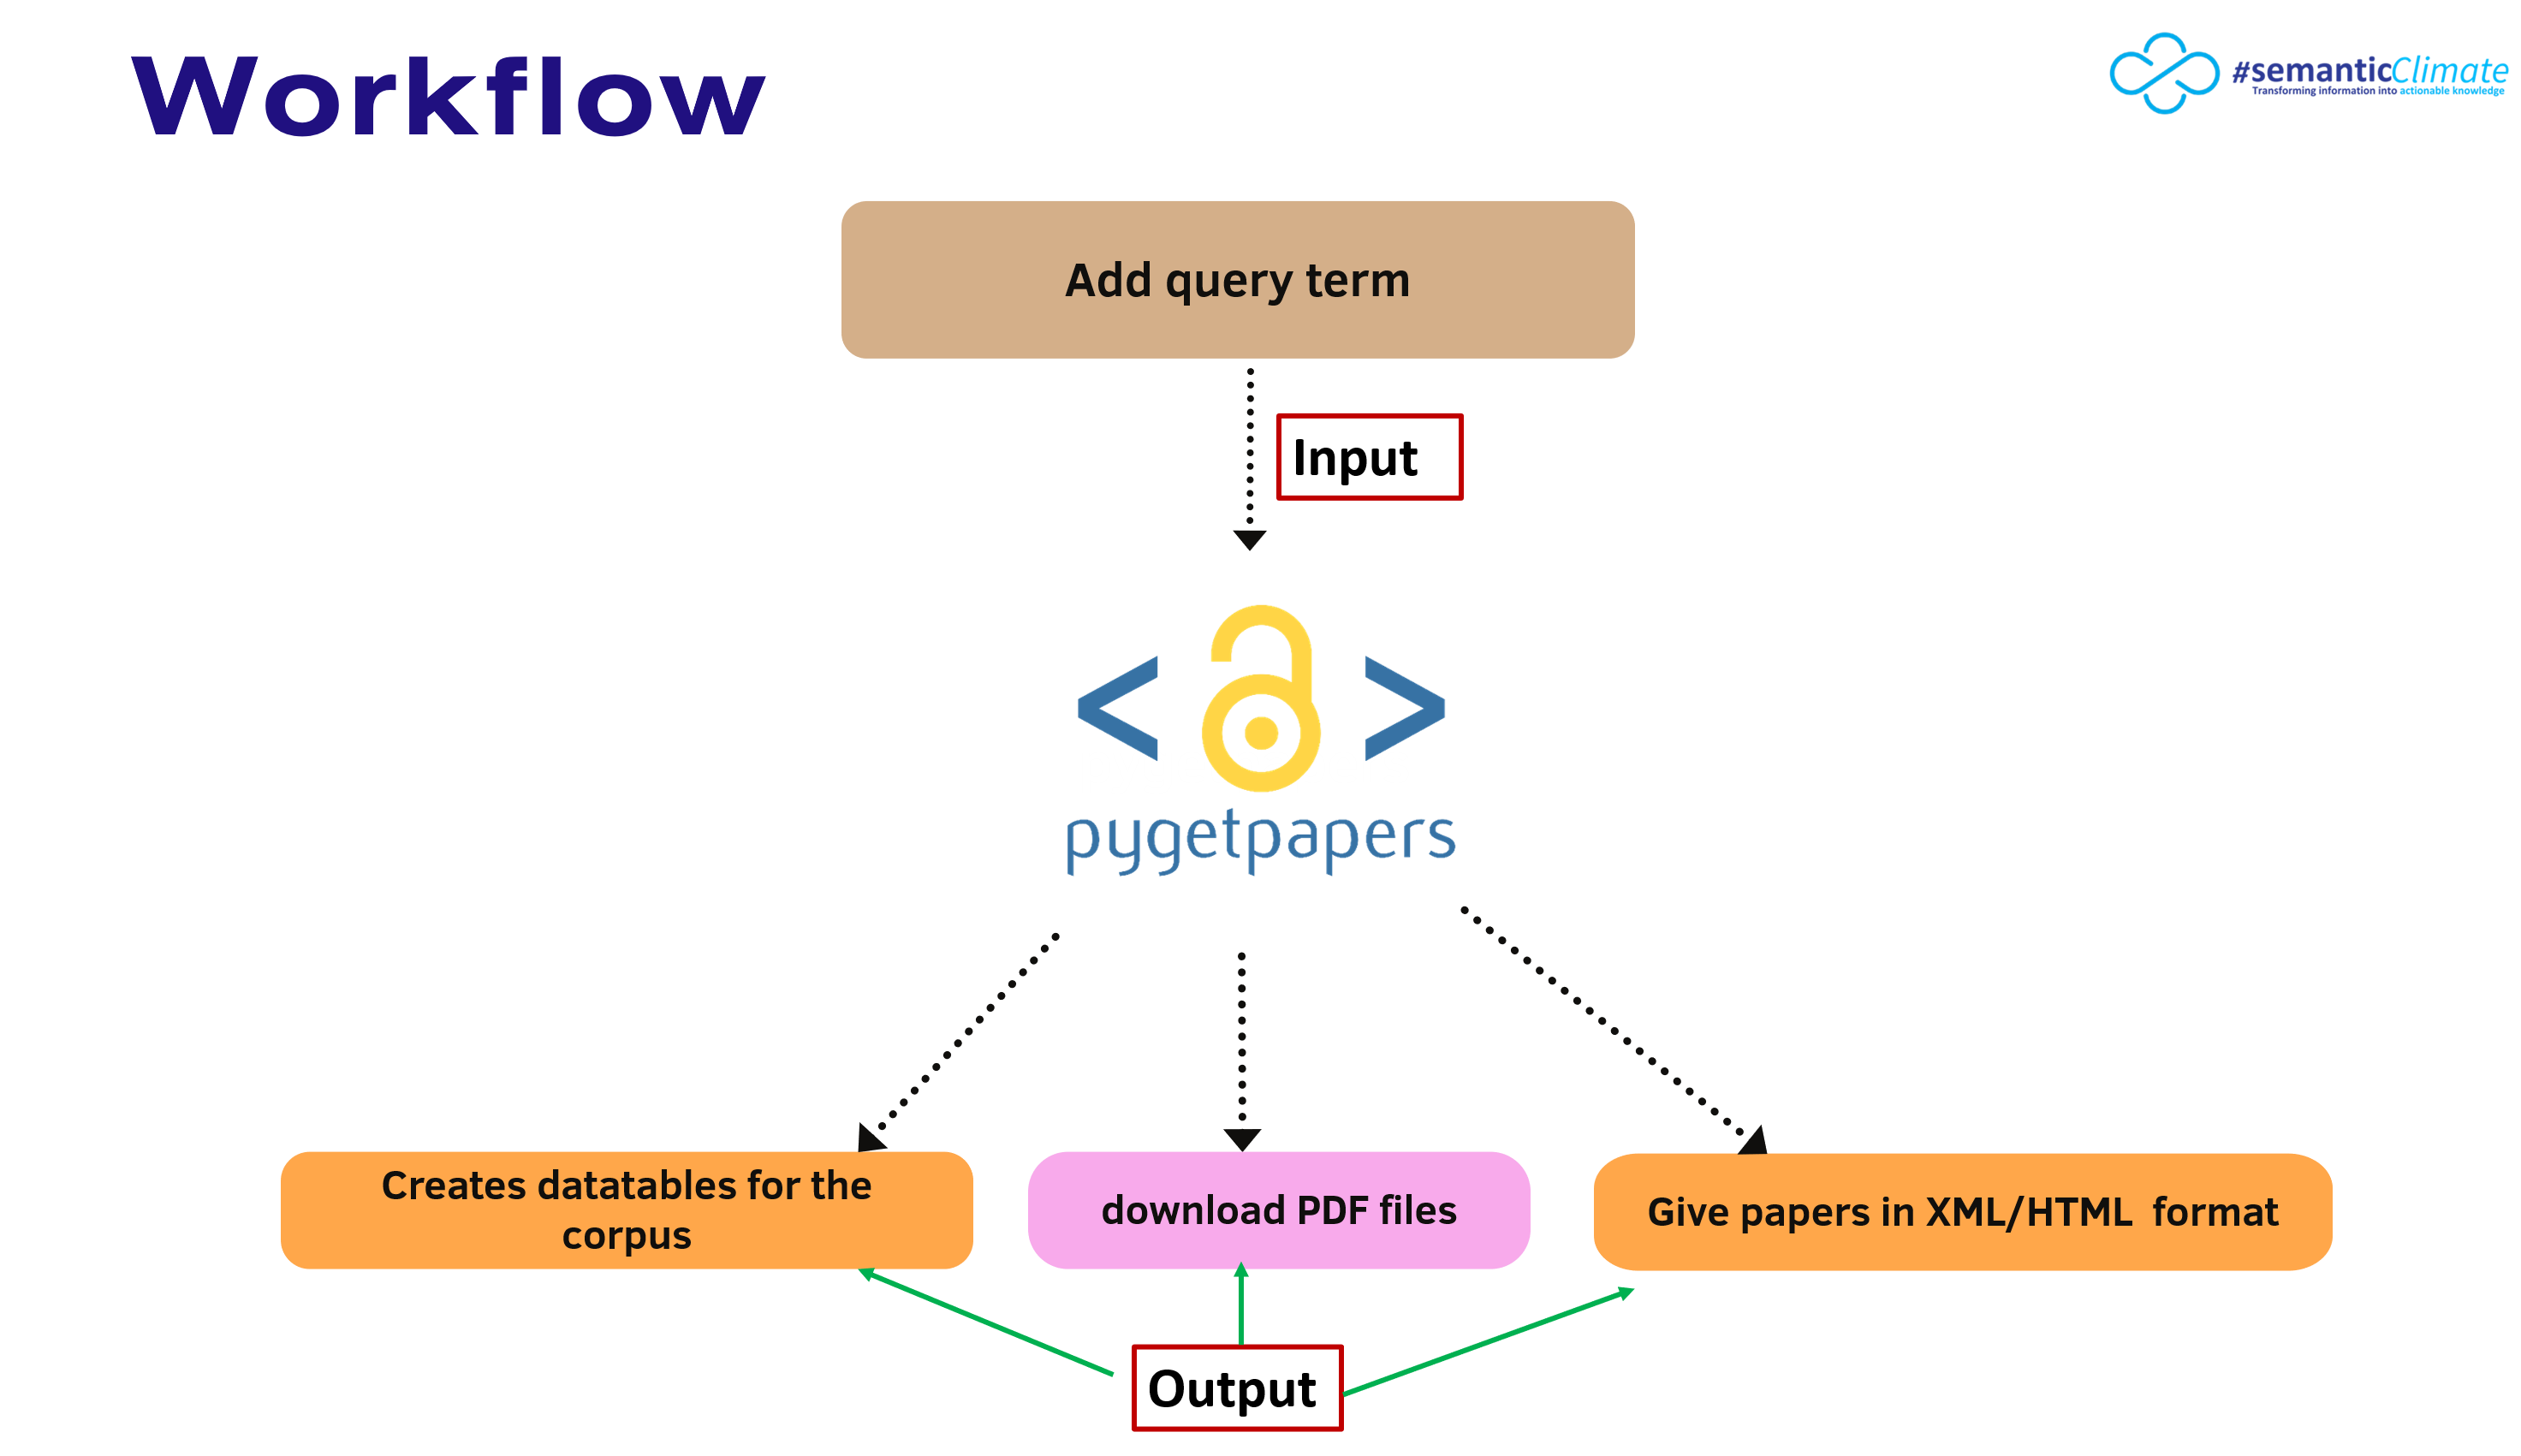 Workflow
#semanticClimate
Transforming information into actionable knowledge
Add query term
Input
< >
pygetpapers
Creates datatables for the
corpus
download PDF files
Give papers in XML/HTML  format
Output